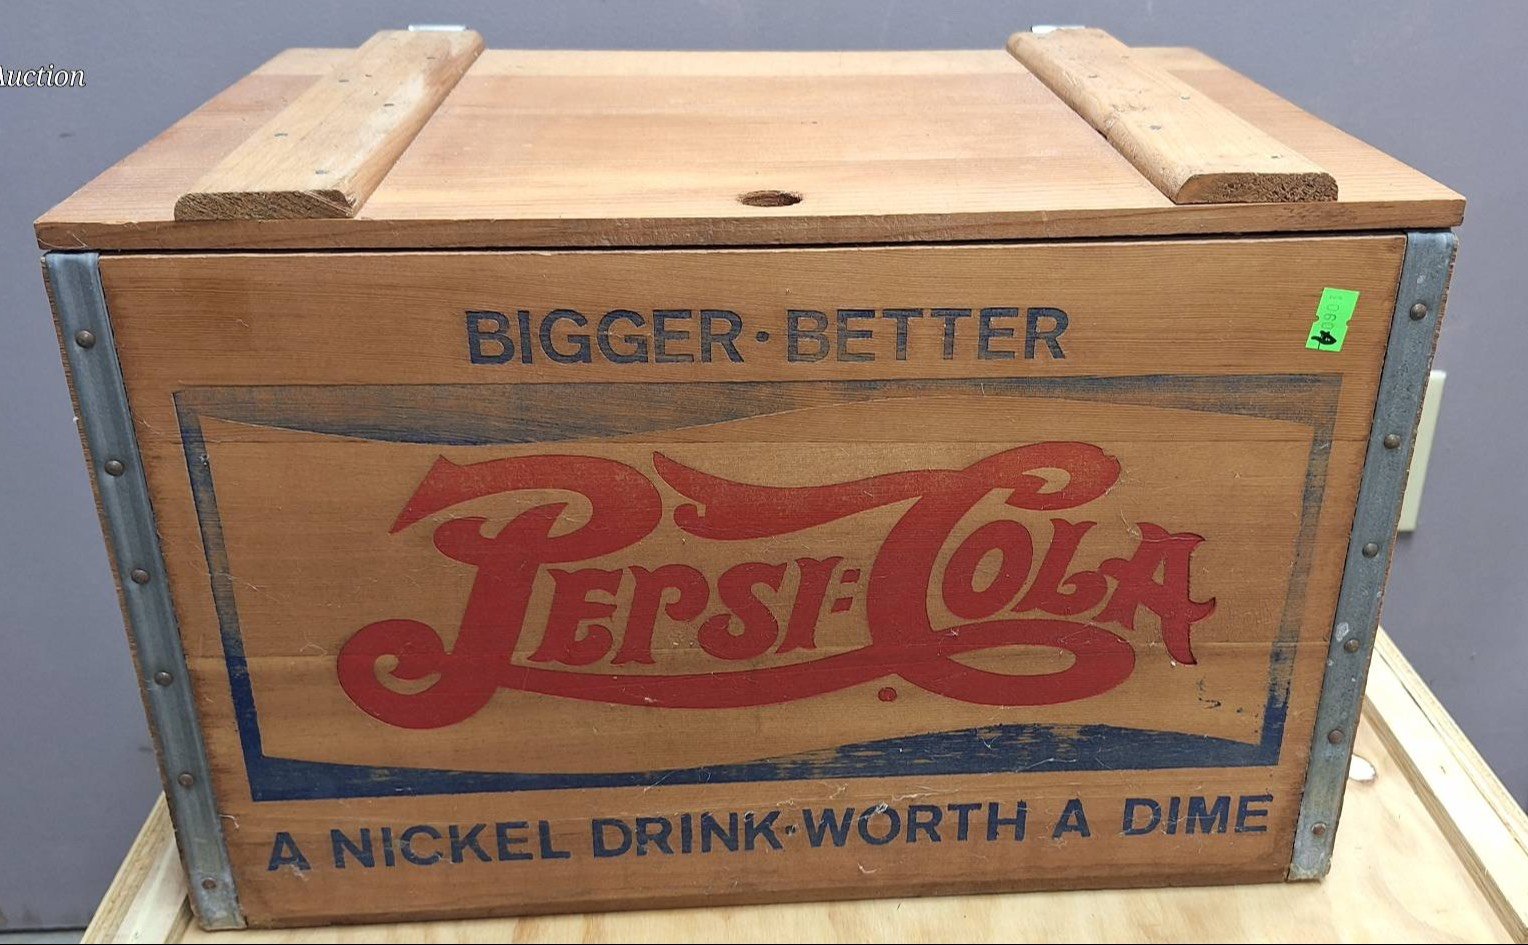 Auction
BIGGER·BETTER
PEPSI=COLA
A NICKEL DRINK·WORTH A DIME